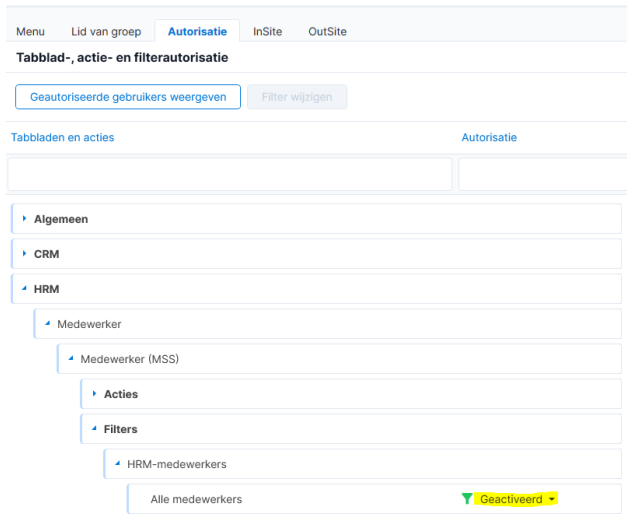 Menu Lid van groep Autorisatie InSite OutSite
Tabblad-, actie- en filterautorisatie
Geautoriseerde gebruikers weergeven Filter wijzigen
Tabbladen en acties Autorisatie
Algemeen
CRM
HRM
Medewerker
Medewerker (MSS)
Acties
Filters
HRM-medewerkers
Alle medewerkers Geactiveerd